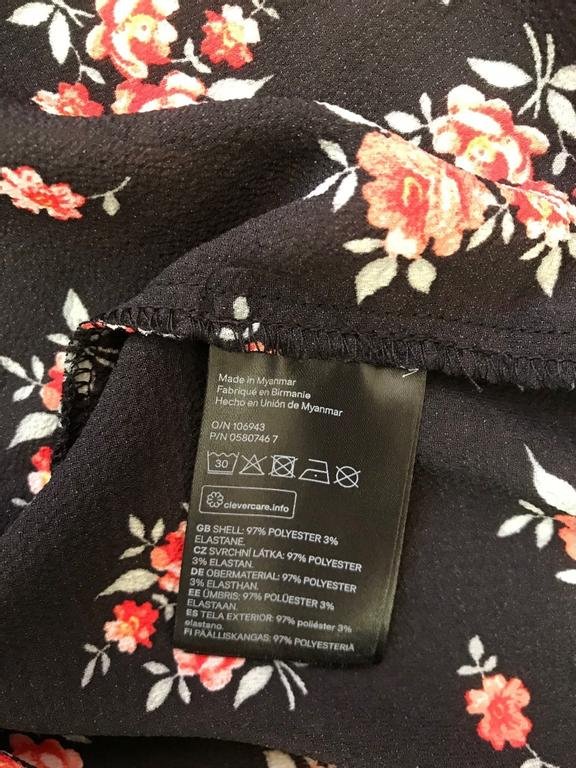 Made in Myanmar
Fabriqué en Birmanie
Hecho en Unión de Myanmar
O/N 106943
P/N 0580746 7
30
clevercare.info
GB SHELL: 97% POLYESTER 3%
ELASTANE.
CZ SVRCHNÍ LÁTKA: 97% POLYESTER
3% ELASTAN.
DE OBERMATERIAL: 97% POLYESTER
3% ELASTHAN.
EE ÜMBRIS: 97% POLÜESTER 3%
ELASTAAN.
ES TELA EXTERIOR: 97% poliéster 3%
elastano.
FI PÄÄLLISKANGAS: 97% POLYESTERIÄ